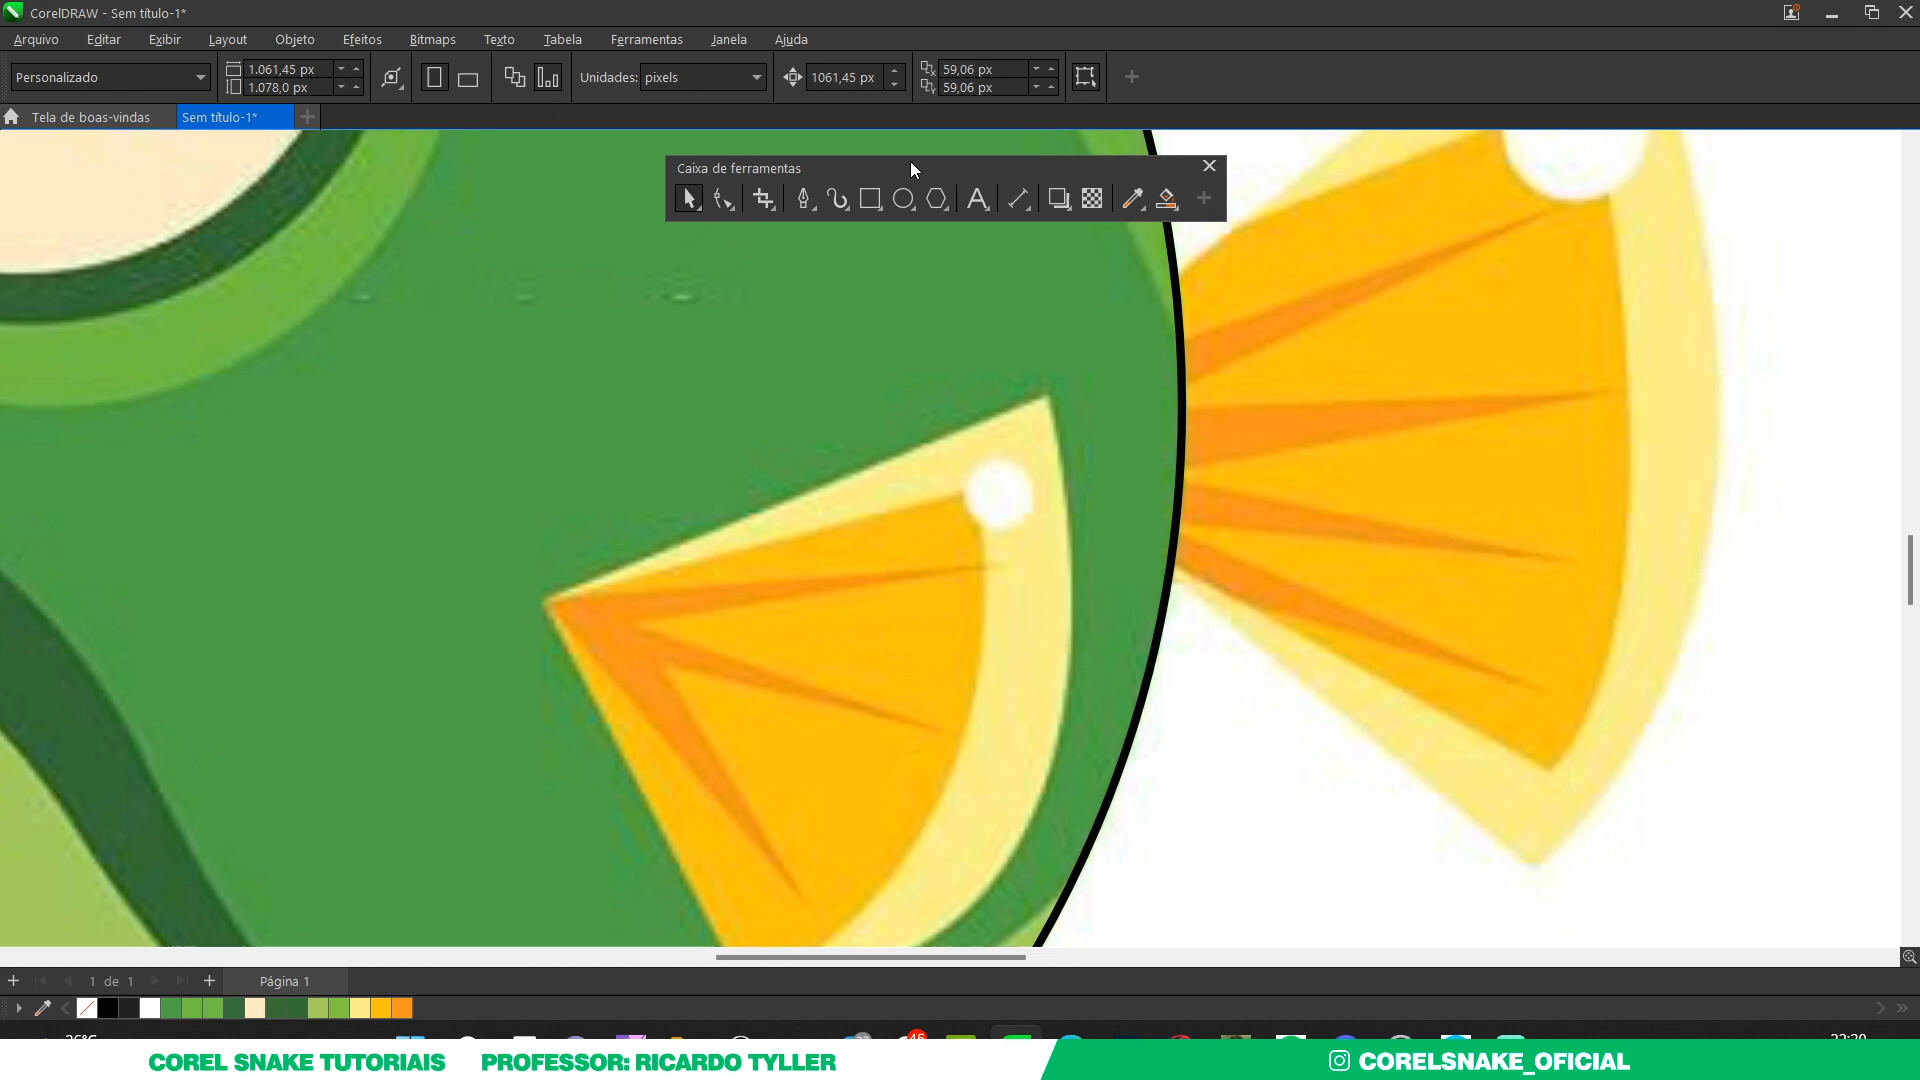 CorelDRAW - Sem título-1*
Arquivo Editar Exibir Layout Objeto Efeitos Bitmaps Texto Tabela Ferramentas Janela Ajuda
Personalizado 1.061,45 px Unidades: pixels 1061,45 px 59,06 px
1.078,0 px 59,06 px
Tela de boas-vindas Sem título-1*
Caixa de ferramentas
1 de 1 Página 1
COREL SNAKE TUTORIAIS PROFESSOR: RICARDO TYLLER CORELSNAKE_OFICIAL